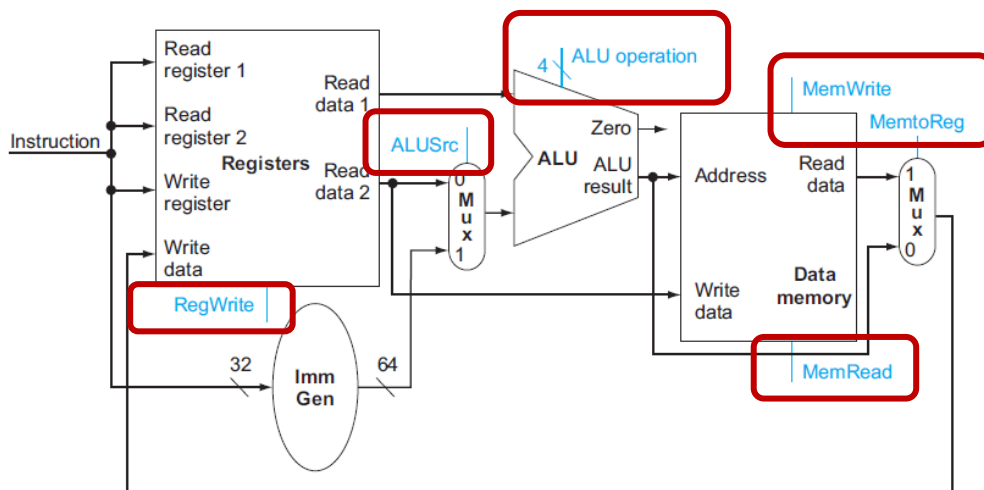 Instruction
Read
register 1
Read
register 2
Write
register
Write
data
Registers
Read
data 1
Read
data 2
RegWrite
32
Imm
Gen
64
ALUSrc
0
M
u
x
1
4
ALU operation
ALU
Zero
ALU
result
MemWrite
MemtoReg
Address
Read
data
Write
data
Data
memory
MemRead
1
M
u
x
0